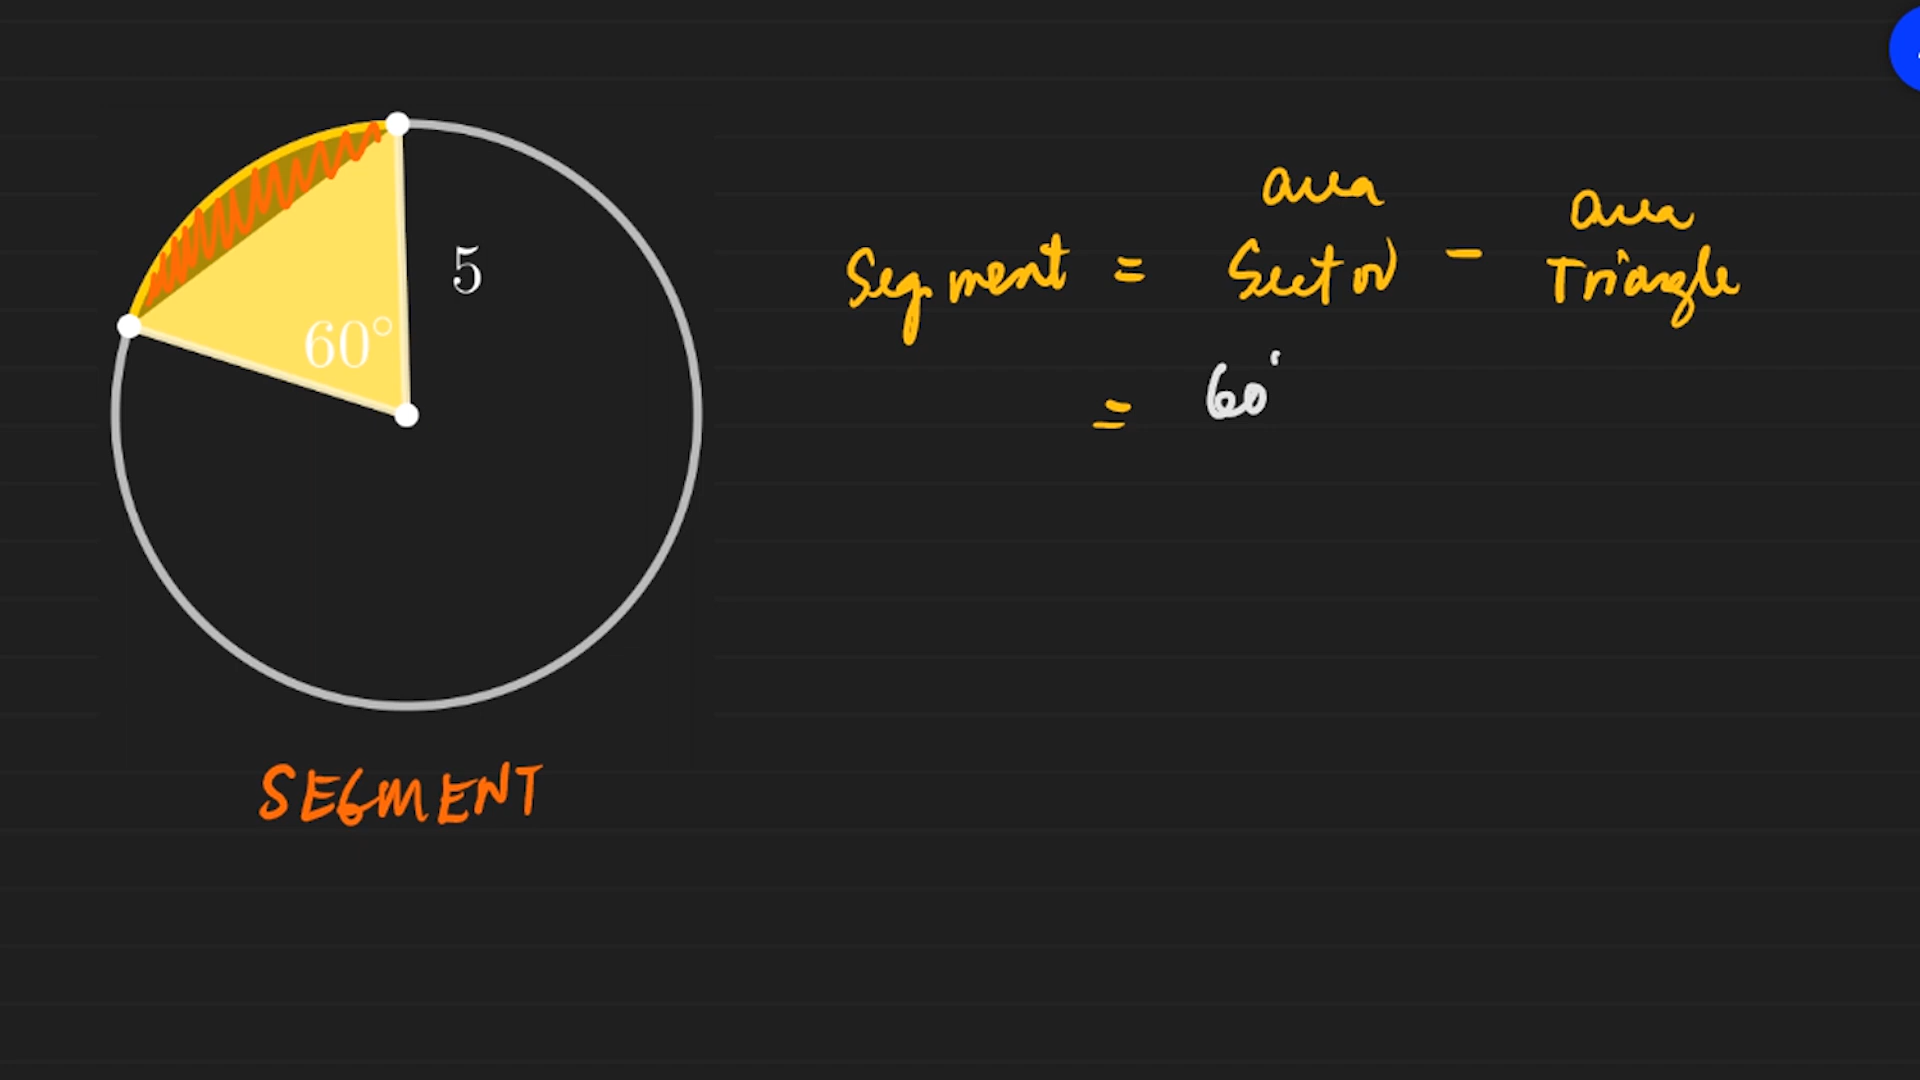 5
60°
area
area
Segment = Sector - Triangle
= 60°
SEGMENT